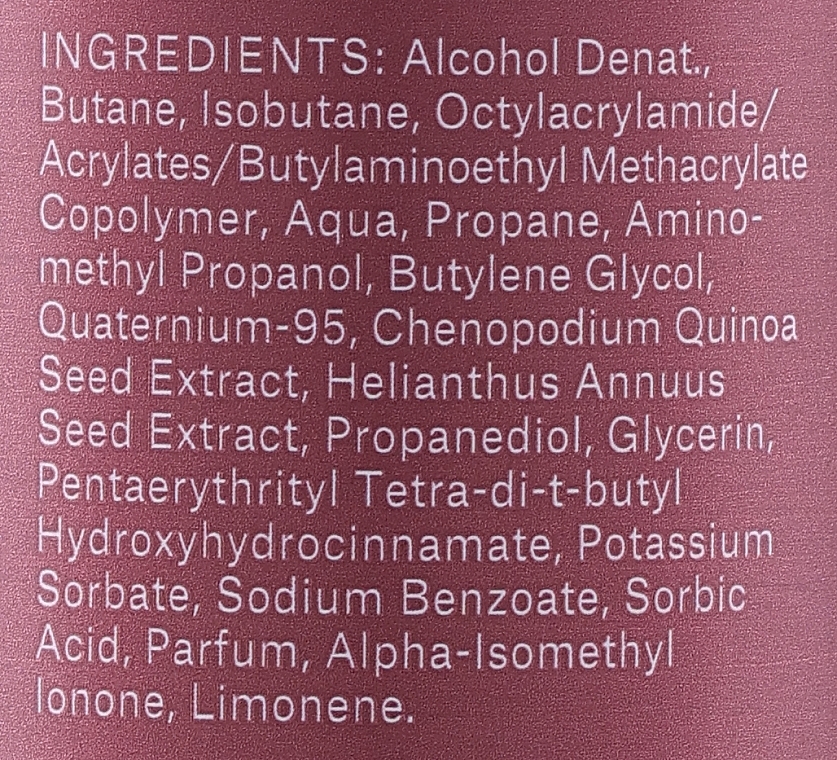 INGREDIENTS: Alcohol Denat.,
Butane, Isobutane, Octylacrylamide/
Acrylates/Butylaminoethyl Methacrylate
Copolymer, Aqua, Propane, Amino-
methyl Propanol, Butylene Glycol,
Quaternium-95, Chenopodium Quinoa
Seed Extract, Helianthus Annuus
Seed Extract, Propanediol, Glycerin,
Pentaerythrityl Tetra-di-t-butyl
Hydroxyhydrocinnamate, Potassium
Sorbate, Sodium Benzoate, Sorbic
Acid, Parfum, Alpha-Isomethyl
Ionone, Limonene.